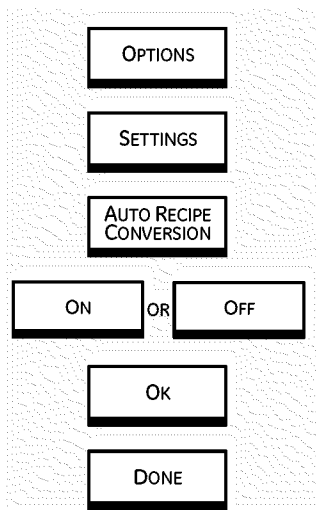 OPTIONS
SETTINGS
AUTO RECIPE
CONVERSION
ON OR OFF
OK
DONE